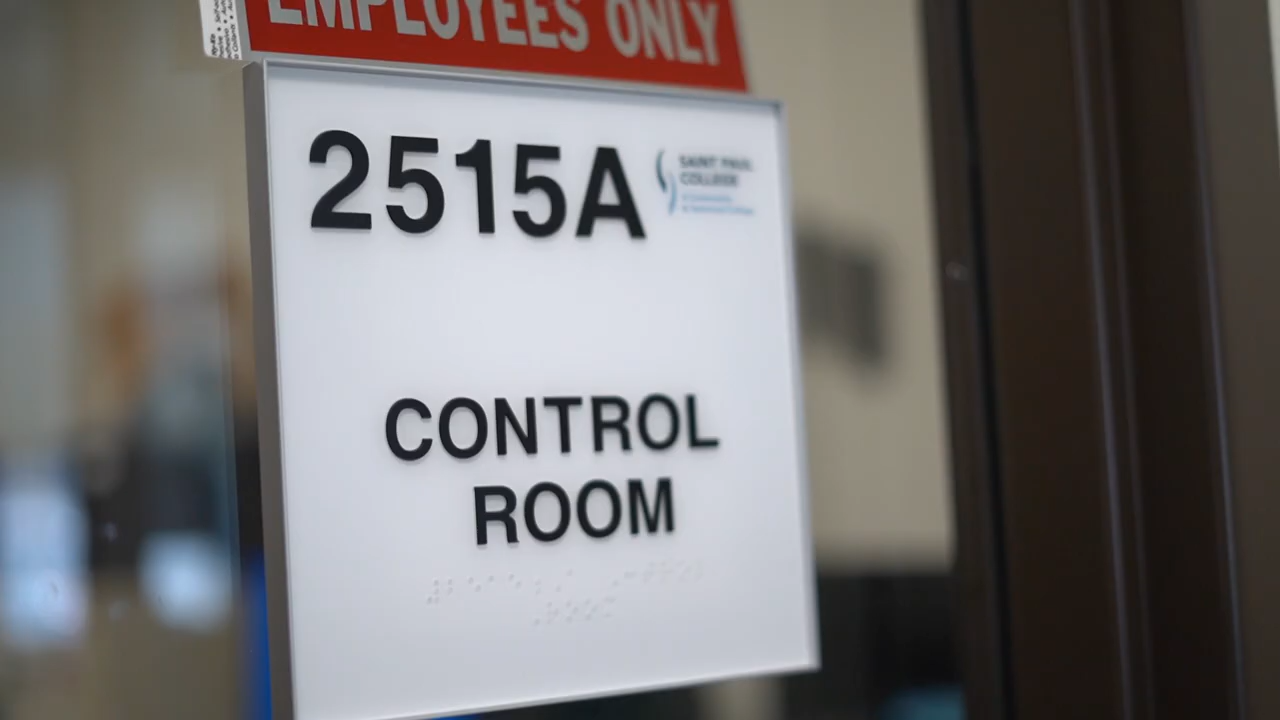 EMPLOYEES ONLY
2515A
SAINT PAUL
COLLEGE
CONTROL
ROOM